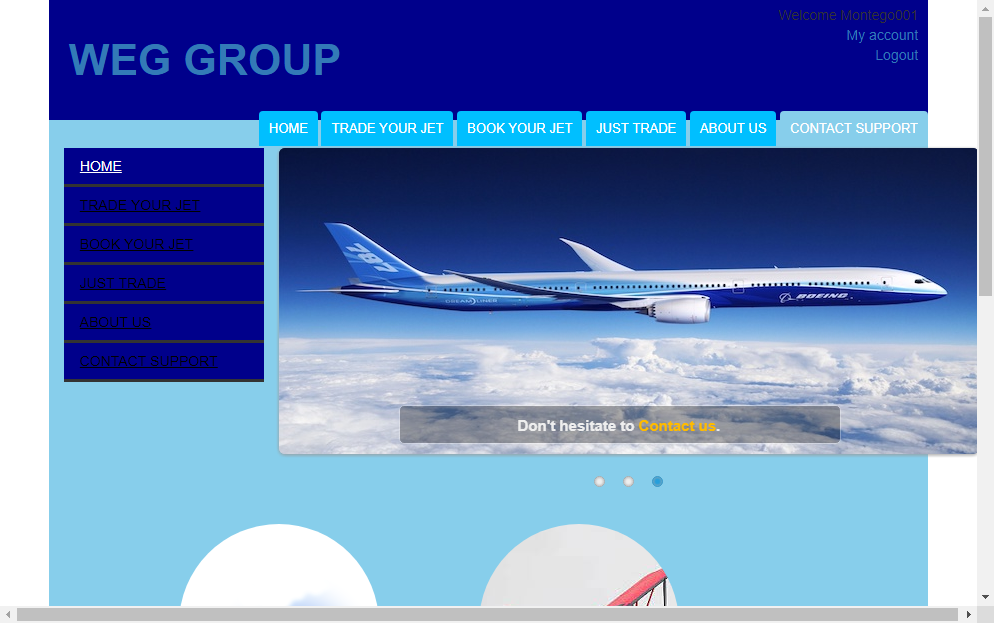 Welcome Montego001
My account
Logout
WEG GROUP
HOME TRADE YOUR JET BOOK YOUR JET JUST TRADE ABOUT US CONTACT SUPPORT
HOME
TRADE YOUR JET
BOOK YOUR JET
JUST TRADE
ABOUT US
CONTACT SUPPORT
787
DREAMLINER
BOEING
Don't hesitate to Contact us.